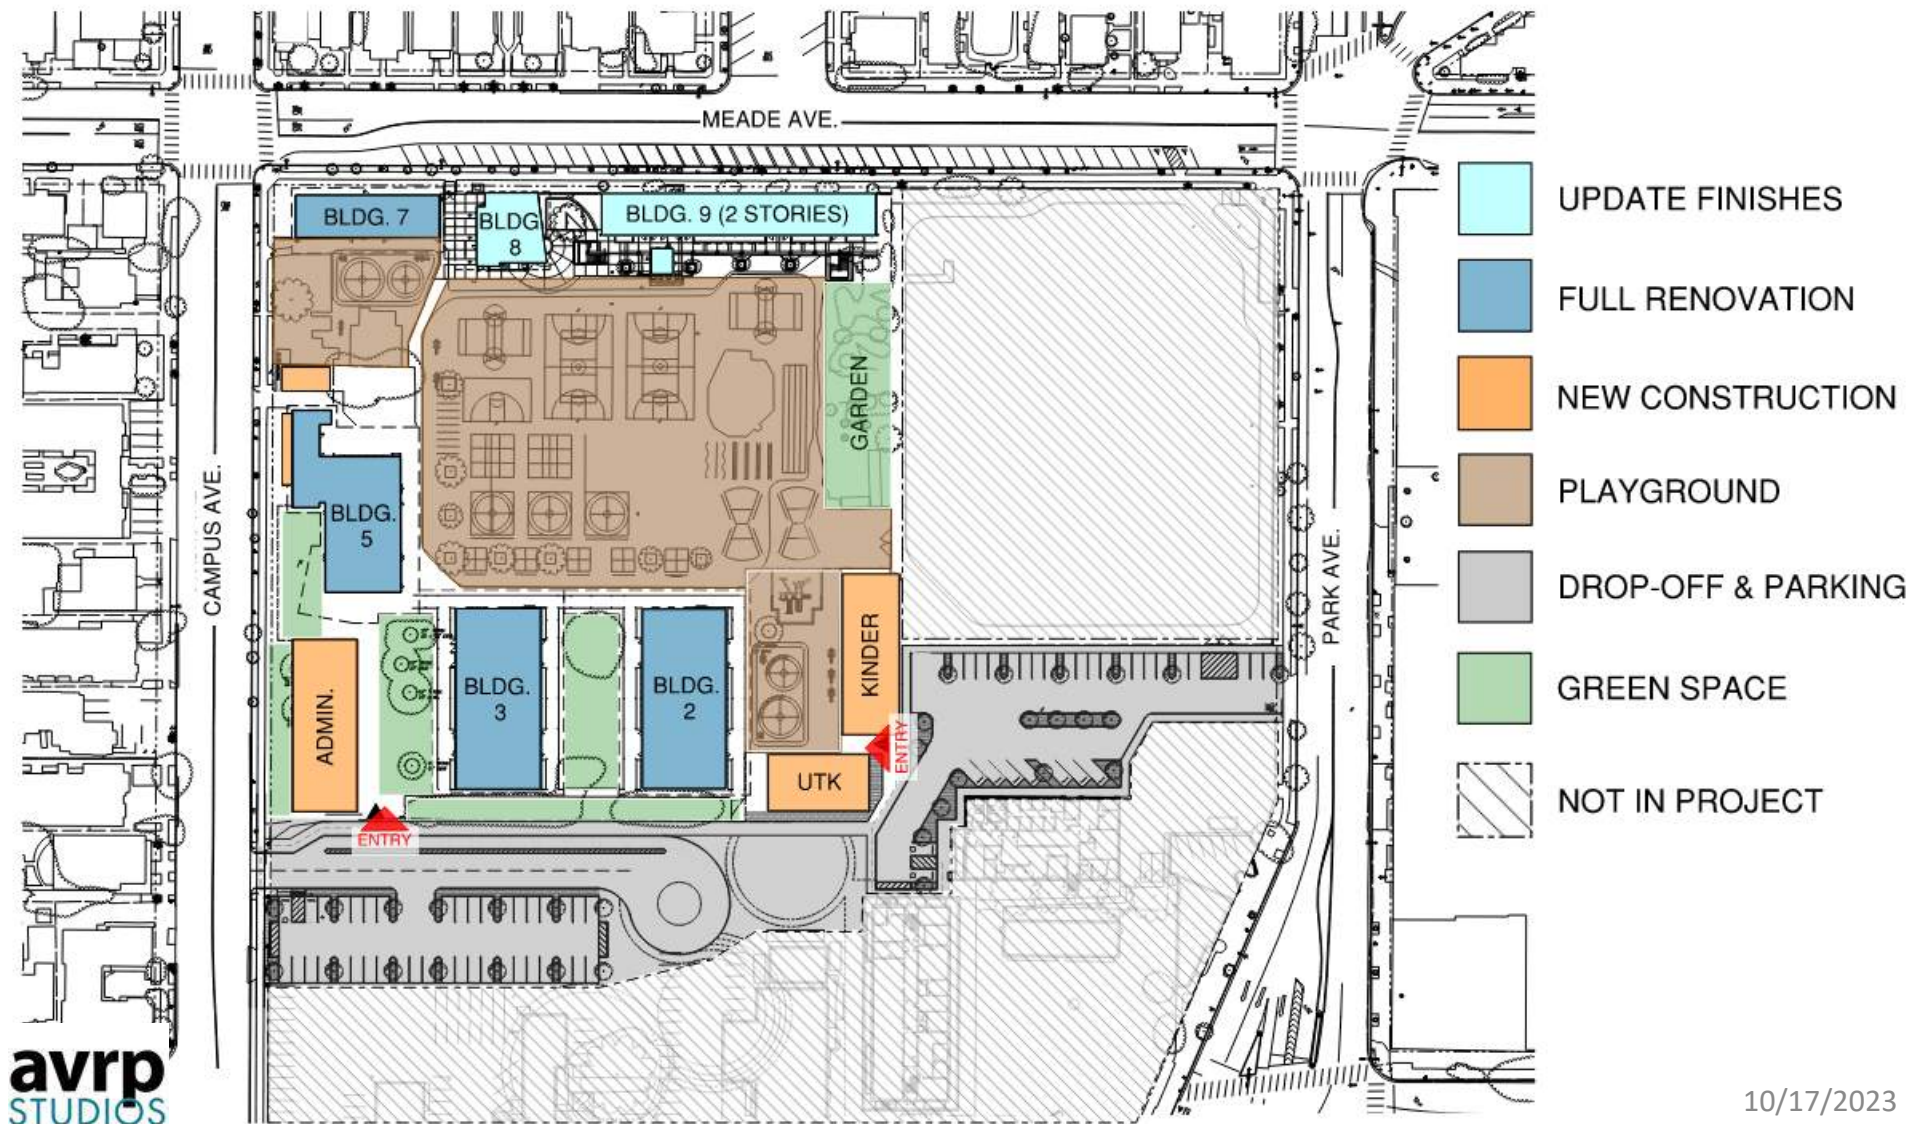 MEADE AVE.
BLDG. 7
BLDG
8
BLDG. 9 (2 STORIES)
GARDEN
CAMPUS AVE.
BLDG.
5
PARK AVE.
KINDER
ADMIN.
BLDG.
3
BLDG.
2
ENTRY
UTK
ENTRY
UPDATE FINISHES
FULL RENOVATION
NEW CONSTRUCTION
PLAYGROUND
DROP-OFF & PARKING
GREEN SPACE
NOT IN PROJECT
avrp
STUDIOS
10/17/2023